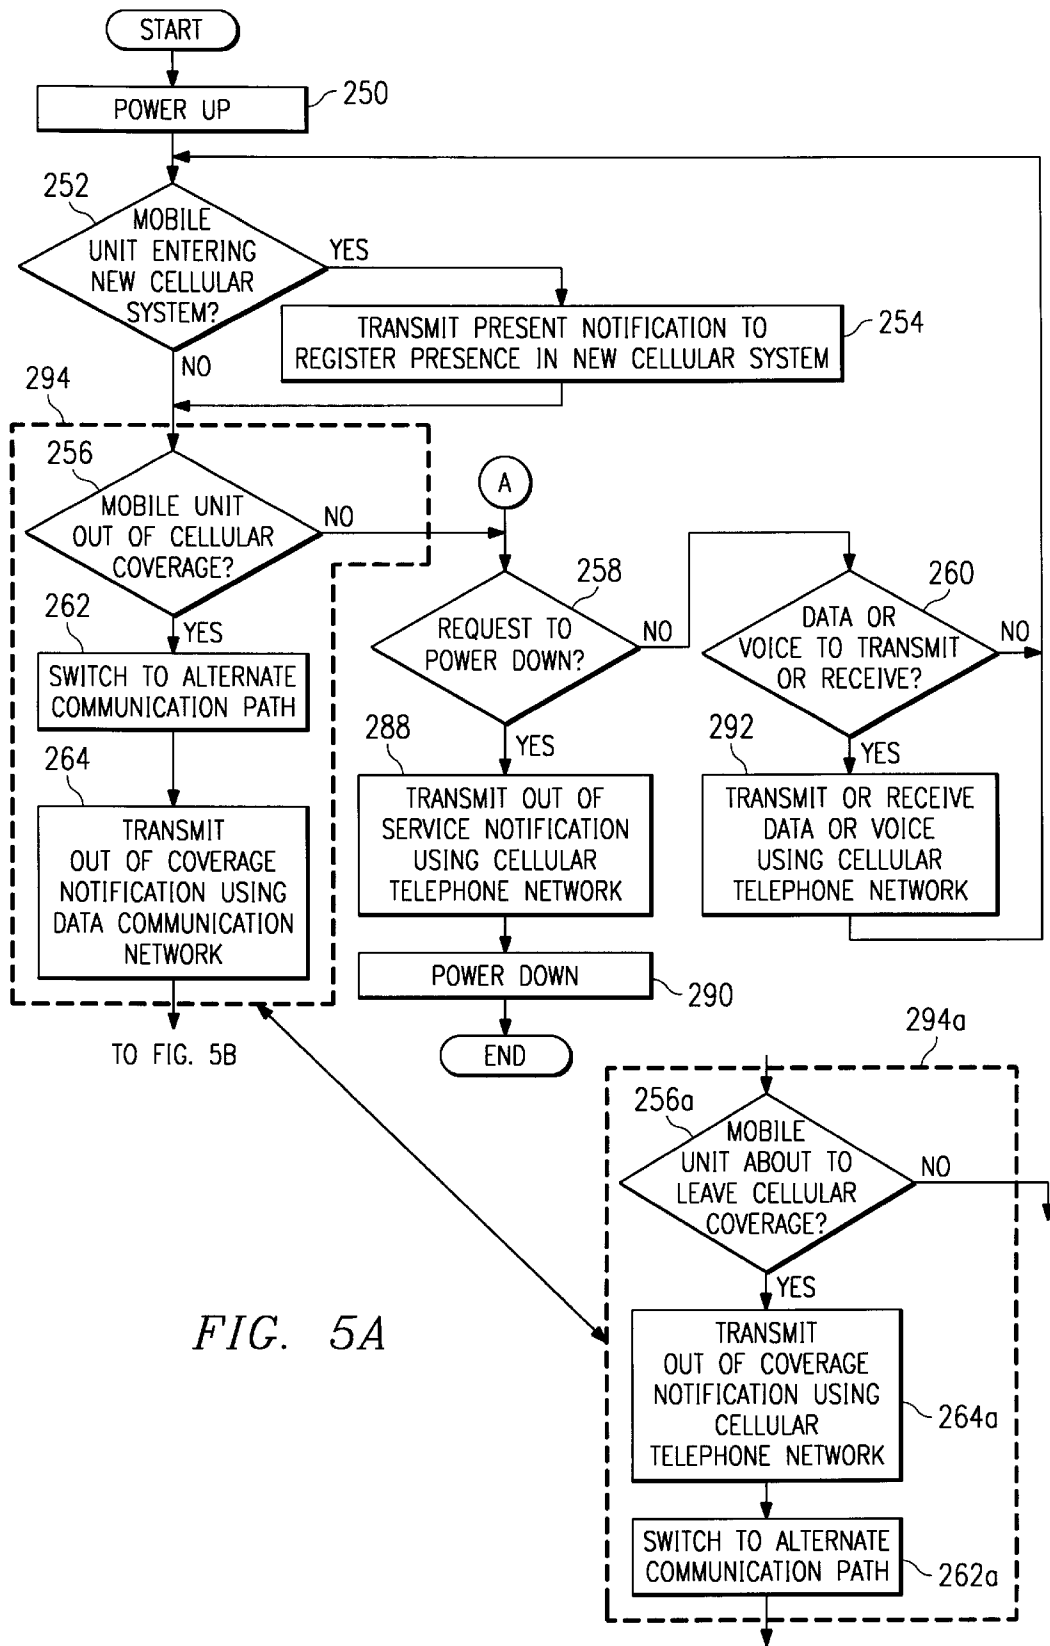 START
POWER UP
250
252
MOBILE
UNIT ENTERING
NEW CELLULAR
SYSTEM?
YES
NO
TRANSMIT PRESENT NOTIFICATION TO
REGISTER PRESENCE IN NEW CELLULAR SYSTEM
254
294
256
MOBILE UNIT
OUT OF CELLULAR
COVERAGE?
NO
YES
262
SWITCH TO ALTERNATE
COMMUNICATION PATH
264
TRANSMIT
OUT OF COVERAGE
NOTIFICATION USING
DATA COMMUNICATION
NETWORK
TO FIG. 5B
A
258
REQUEST TO
POWER DOWN?
NO
YES
288
TRANSMIT OUT OF
SERVICE NOTIFICATION
USING CELLULAR
TELEPHONE NETWORK
POWER DOWN
290
END
260
DATA OR
VOICE TO TRANSMIT
OR RECEIVE?
NO
YES
292
TRANSMIT OR RECEIVE
DATA OR VOICE
USING CELLULAR
TELEPHONE NETWORK
294a
256a
MOBILE
UNIT ABOUT TO
LEAVE CELLULAR
COVERAGE?
NO
YES
TRANSMIT
OUT OF COVERAGE
NOTIFICATION USING
CELLULAR
TELEPHONE NETWORK
264a
SWITCH TO ALTERNATE
COMMUNICATION PATH
262a
FIG. 5A